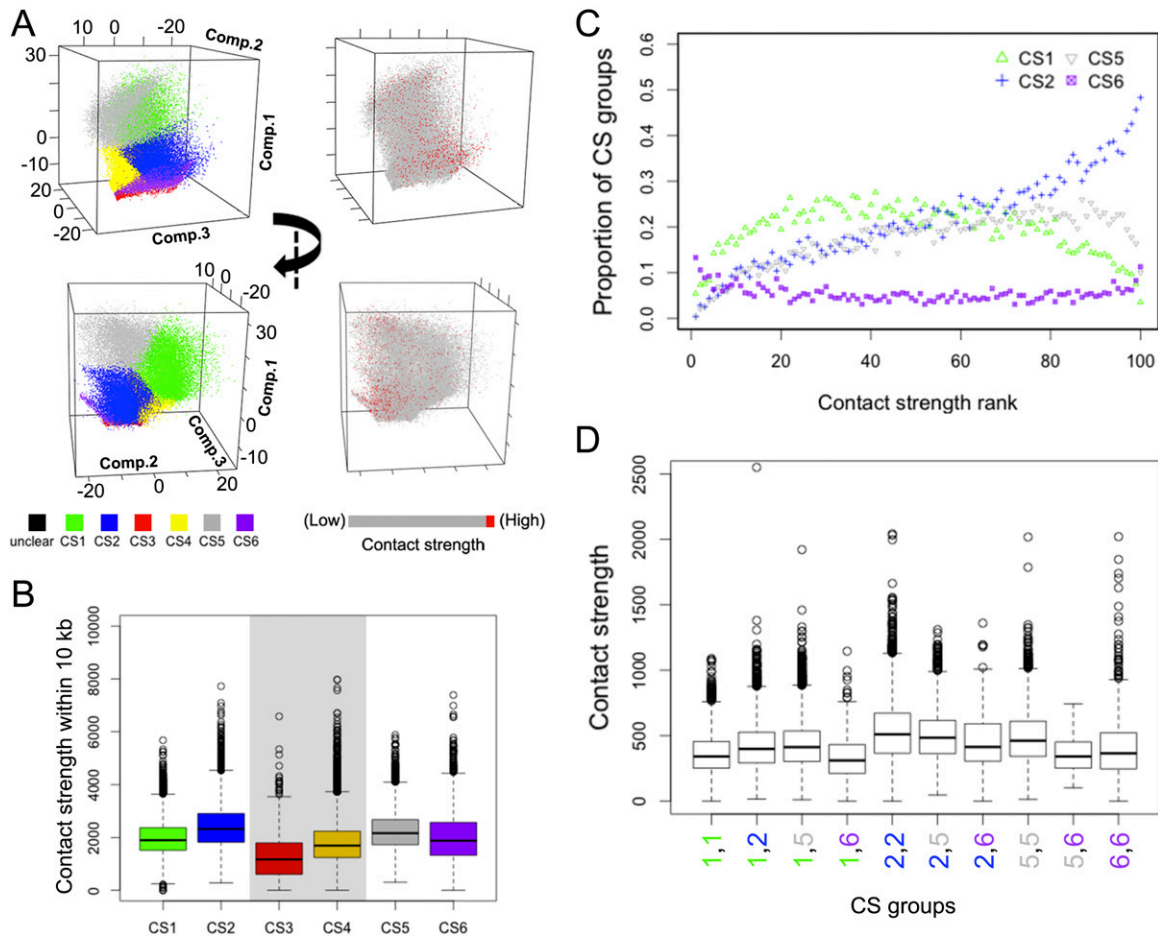 A
10 0 -20 Comp.2
30
0
-10
20
0
-20
Comp.1
Comp.3
10 0 -20
30
Comp.1
0
-10
Comp.3
Comp.2
-20 0 20
unclear CS1 CS2 CS3 CS4 CS5 CS6
(Low) (High)
Contact strength
B
Contact strength within 10 kb
10000
8000
6000
4000
2000
0
CS1 CS2 CS3 CS4 CS5 CS6
C
Proportion of CS groups
0.6
0.5
0.4
0.3
0.2
0.1
0.0
CS1 CS5
CS2 CS6
0 20 40 60 80 100
Contact strength rank
D
Contact strength
2500
2000
1500
1000
500
0
1,1 1,2 1,5 1,6 2,2 2,5 2,6 5,5 5,6 6,6
CS groups